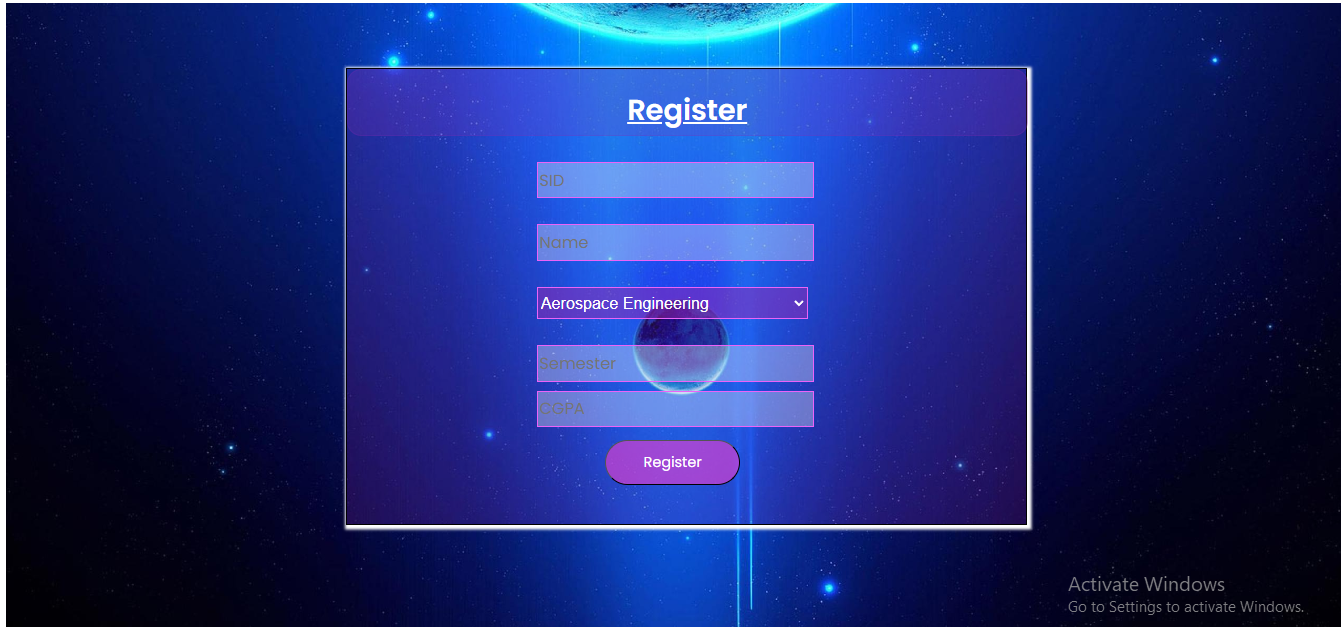 Register
SID
Name
Aerospace Engineering
Semester
CGPA
Register
Activate Windows
Go to Settings to activate Windows.